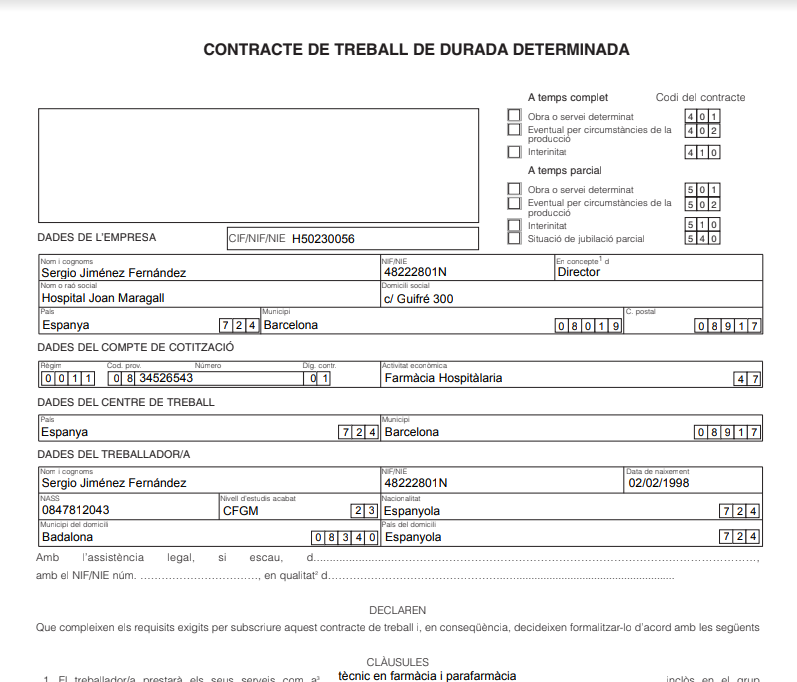 CONTRACTE DE TREBALL DE DURADA DETERMINADA
A temps complet Codi del contracte
Obra o servei determinat 4 0 1
Eventual per circumstàncies de la 4 0 2
producció
Interinitat 4 1 0
A temps parcial
Obra o servei determinat 5 0 1
Eventual per circumstàncies de la 5 0 2
producció
Interinitat 5 1 0
Situació de jubilació parcial 5 4 0
DADES DE L'EMPRESA CIF/NIF/NIE H50230056
Nom i cognoms NIF/NIE En concepte1 d
Sergio Jiménez Fernández 48222801N Director
Nom o raó social Domicili social
Hospital Joan Maragall c/ Guifré 300
País Municipi C. postal
Espanya 7 2 4 Barcelona 0 8 0 1 9 0 8 9 1 7
DADES DEL COMPTE DE COTITZACIÓ
Règim Cod. prov. Número Dig. contr. Activitat econòmica
0 0 1 1 0 8 34526543 0 1 Farmàcia Hospitàlaria 4 7
DADES DEL CENTRE DE TREBALL
País Municipi
Espanya 7 2 4 Barcelona 0 8 9 1 7
DADES DEL TREBALLADOR/A
Nom i cognoms NIF/NIE Data de naixement
Sergio Jiménez Fernández 48222801N 02/02/1998
NASS Nivell d'estudis acabat Nacionalitat
0847812043 CFGM 2 3 Espanyola 7 2 4
Municipi del domicili País del domicili
Badalona 0 8 3 4 0 Espanyola 7 2 4
Amb l'assistència legal, si escau, d..........................................................................................,
amb el NIF/NIE núm. ................................, en qualitat2 d..........................................................................................
DECLAREN
Que compleixen els requisits exigits per subscriure aquest contracte de treball i, en conseqüència, decideixen formalitzar-lo d'acord amb les següents
CLÀUSULES
1. El treballador/a prestarà els seus serveis com a3 tècnic en farmàcia i parafarmàcia inclòs en el grup